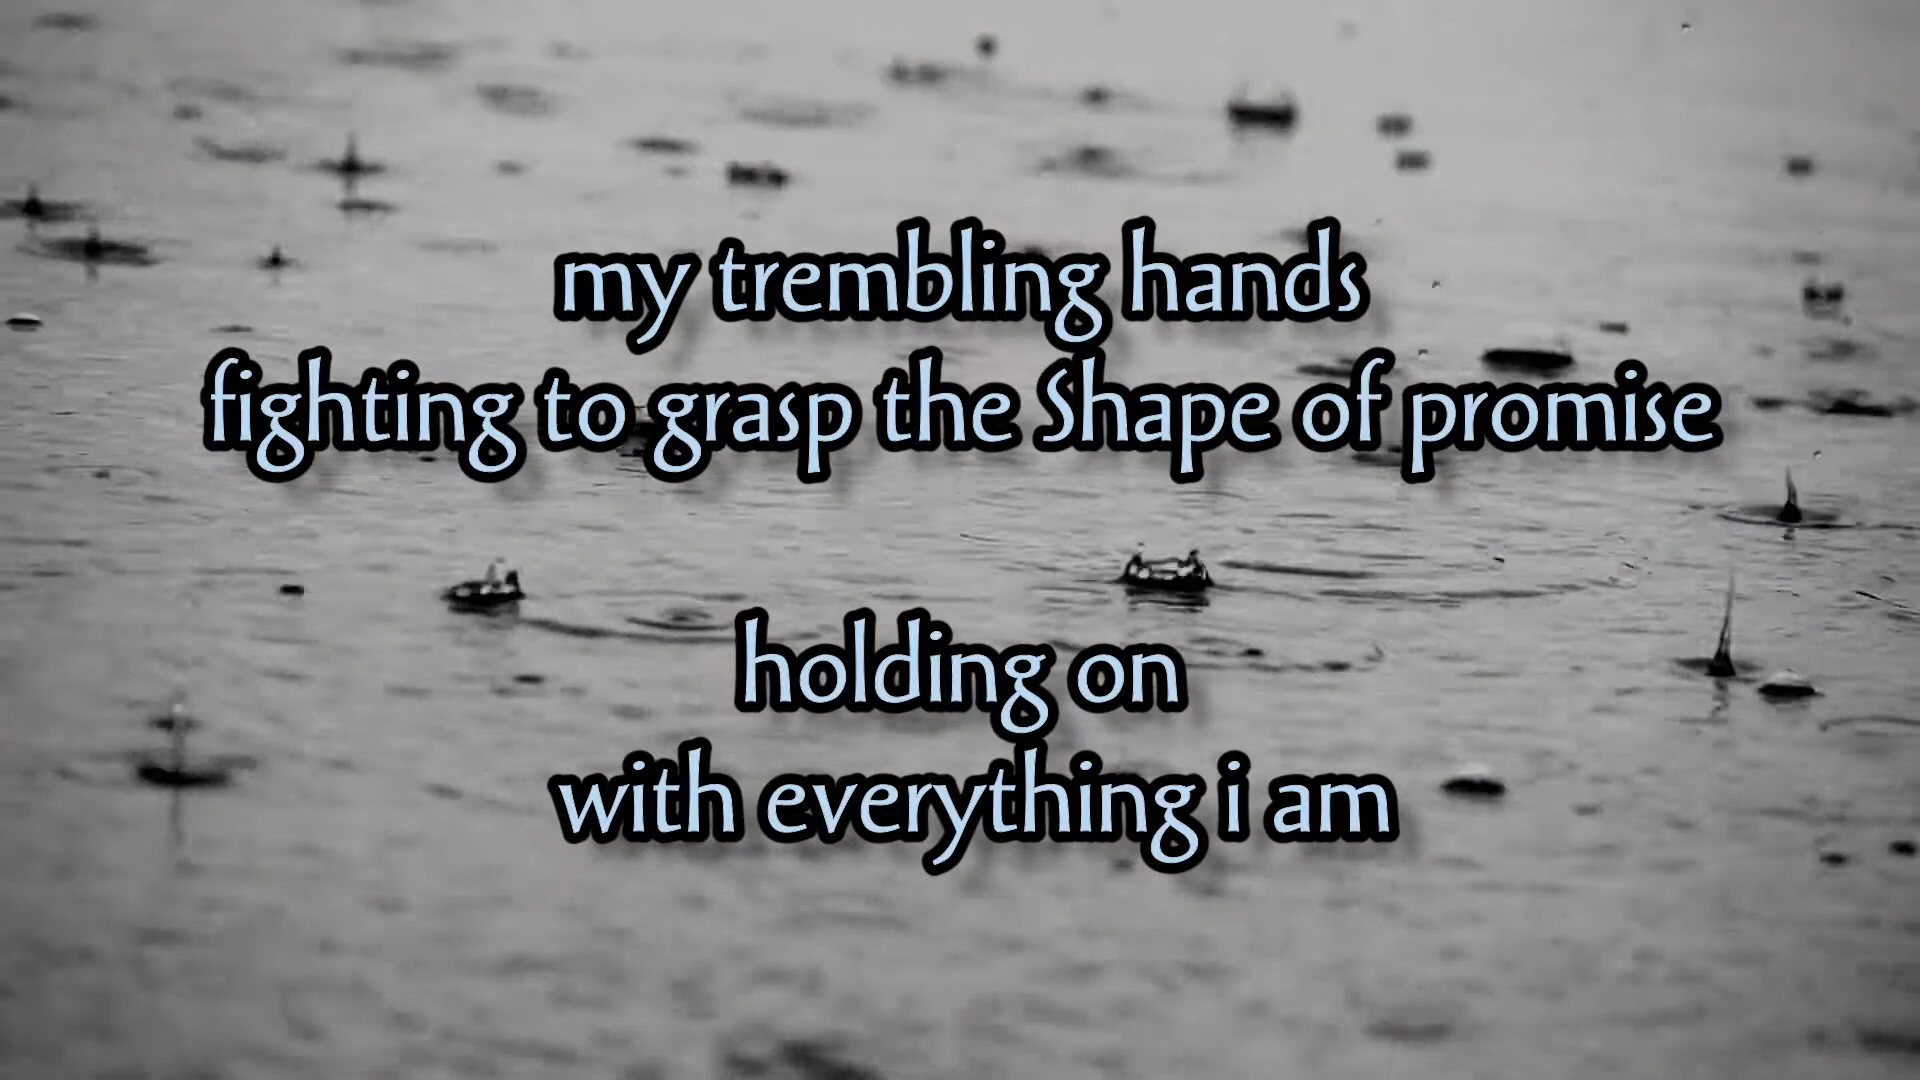 my trembling hands
fighting to grasp the Shape of promise
holding on
with everything i am